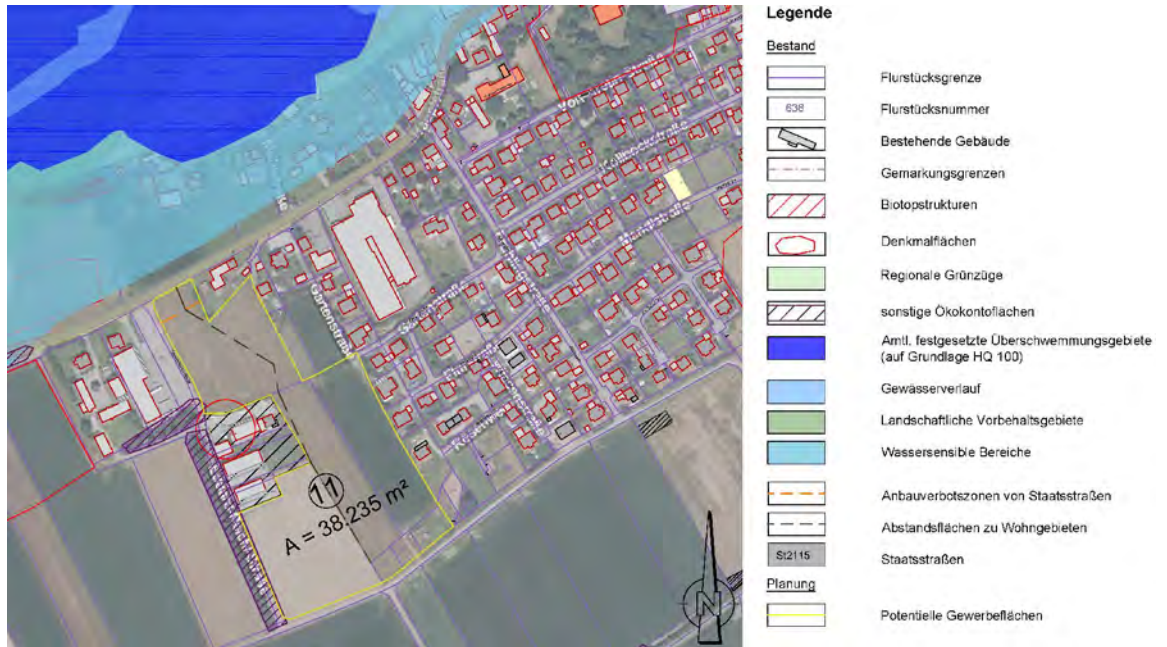 Gartenstraße
11
A = 38.235 m²
N
Legende
Bestand
Flurstücksgrenze
638
Flurstücksnummer
Bestehende Gebäude
Gemarkungsgrenzen
Biotopstrukturen
Denkmalflächen
Regionale Grünzüge
sonstige Ökokontoflächen
Amtl. festgesetzte Überschwemmungsgebiete
(auf Grundlage HQ 100)
Gewässerverlauf
Landschaftliche Vorbehaltsgebiete
Wassersensible Bereiche
Anbauverbotszonen von Staatsstraßen
Abstandsflächen zu Wohngebieten
St2115
Staatsstraßen
Planung
Potentielle Gewerbeflächen